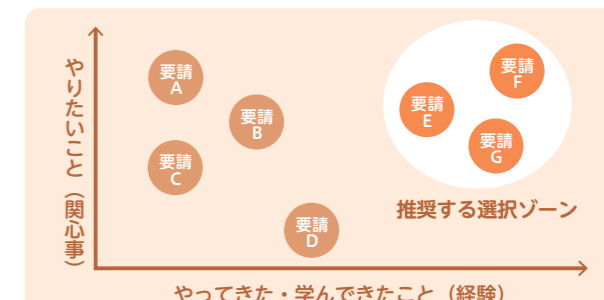 やりたいこと（関心事）
要請
A
要請
B
要請
C
要請
D
要請
E
要請
F
要請
G
推奨する選択ゾーン
やってきた・学んできたこと（経験）